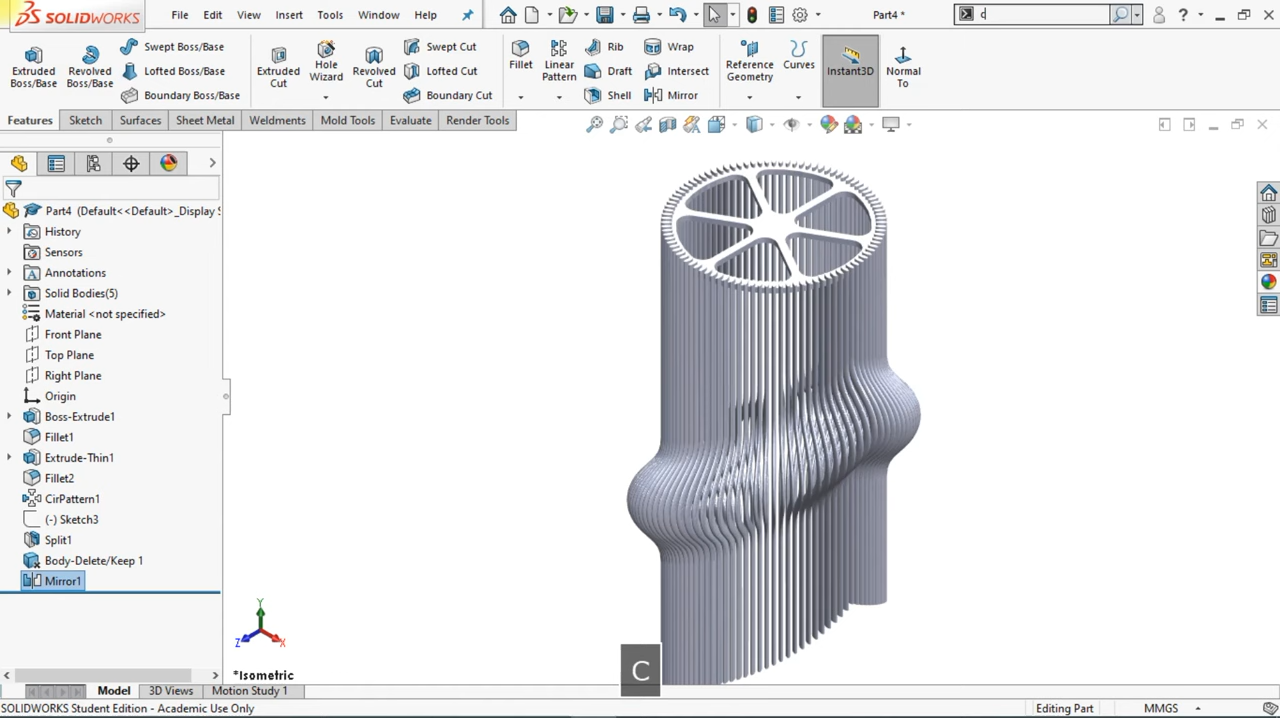 SOLIDWORKS File Edit View Insert Tools Window Help Part4 * c
Extruded Boss/Base Revolved Boss/Base Swept Boss/Base Lofted Boss/Base Boundary Boss/Base Extruded Cut Hole Wizard Revolved Cut Swept Cut Lofted Cut Boundary Cut Fillet Linear Pattern Rib Draft Shell Wrap Intersect Mirror Reference Geometry Curves Instant3D Normal To
Features Sketch Surfaces Sheet Metal Weldments Mold Tools Evaluate Render Tools
Part4 (Default<<Default>_Display S
History
Sensors
Annotations
Solid Bodies(5)
Material <not specified>
Front Plane
Top Plane
Right Plane
Origin
Boss-Extrude1
Fillet1
Extrude-Thin1
Fillet2
CirPattern1
(-) Sketch3
Split1
Body-Delete/Keep 1
Mirror1
Y
Z X
*Isometric
C
Model 3D Views Motion Study 1
SOLIDWORKS Student Edition - Academic Use Only Editing Part MMGS